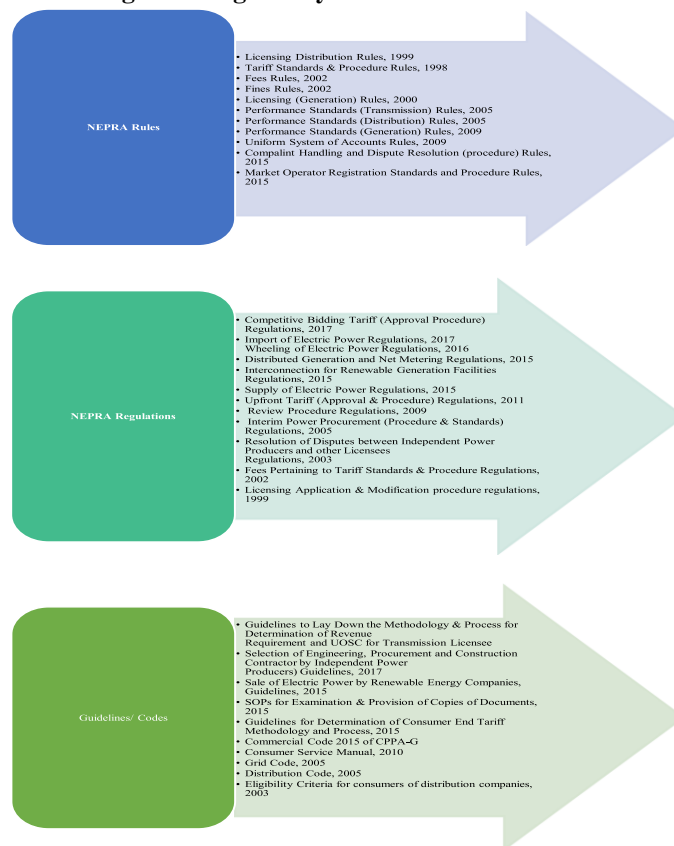 NEPRA Rules
• Licensing Distribution Rules, 1999
• Tariff Standards & Procedure Rules, 1998
• Fees Rules, 2002
• Fines Rules, 2002
• Licensing (Generation) Rules, 2000
• Performance Standards (Transmission) Rules, 2005
• Performance Standards (Distribution) Rules, 2005
• Performance Standards (Generation) Rules, 2009
• Uniform System of Accounts Rules, 2009
• Compalint Handling and Dispute Resolution (procedure) Rules,
2015
• Market Operator Registration Standards and Procedure Rules,
2015
NEPRA Regulations
• Competitive Bidding Tariff (Approval Procedure)
Regulations, 2017
• Import of Electric Power Regulations, 2017
Wheeling of Electric Power Regulations, 2016
• Distributed Generation and Net Metering Regulations, 2015
• Interconnection for Renewable Generation Facilities
Regulations, 2015
• Supply of Electric Power Regulations, 2015
• Upfront Tariff (Approval & Procedure) Regulations, 2011
• Review Procedure Regulations, 2009
• Interim Power Procurement (Procedure & Standards)
Regulations, 2005
• Resolution of Disputes between Independent Power
Producers and other Licensees
Regulations, 2003
• Fees Pertaining to Tariff Standards & Procedure Regulations,
2002
• Licensing Application & Modification procedure regulations,
1999
Guidelines/ Codes
• Guidelines to Lay Down the Methodology & Process for
Determination of Revenue
Requirement and UOSC for Transmission Licensee
• Selection of Engineering, Procurement and Construction
Contractor by Independent Power
Producers) Guidelines, 2017
• Sale of Electric Power by Renewable Energy Companies,
Guidelines, 2015
• SOPs for Examination & Provision of Copies of Documents,
2015
• Guidelines for Determination of Consumer End Tariff
Methodology and Process, 2015
• Commercial Code 2015 of CPPA-G
• Consumer Service Manual, 2010
• Grid Code, 2005
• Distribution Code, 2005
• Eligibility Criteria for consumers of distribution companies,
2003